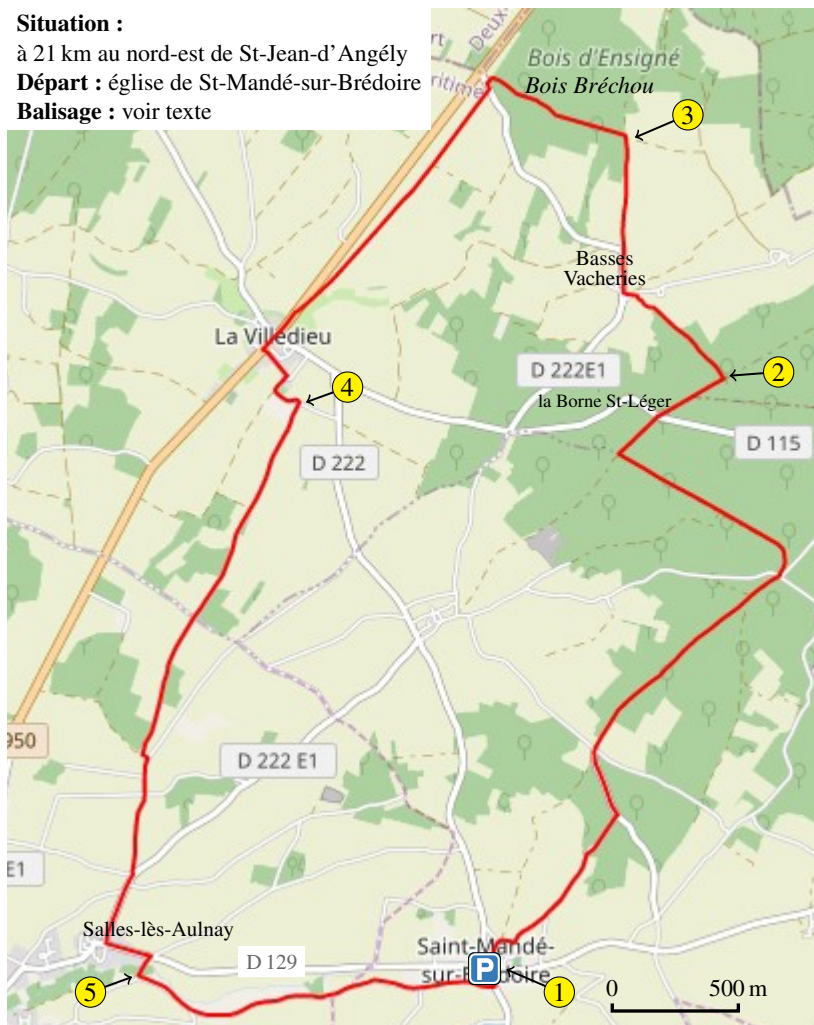 Situation :
à 21 km au nord-est de St-Jean-d'Angély
Départ : église de St-Mandé-sur-Brédoire
Balisage : voir texte
Deux-
ritime
Bois d'Ensigné
Bois Bréchou
3
Basses
Vacheries
La Villedieu
D 222E1
2
4
la Borne St-Léger
D 115
D 222
950
D 222 E1
E1
Salles-lès-Aulnay
D 129
Saint-Mandé-
sur-Brédoire
P
5
1
0 500 m